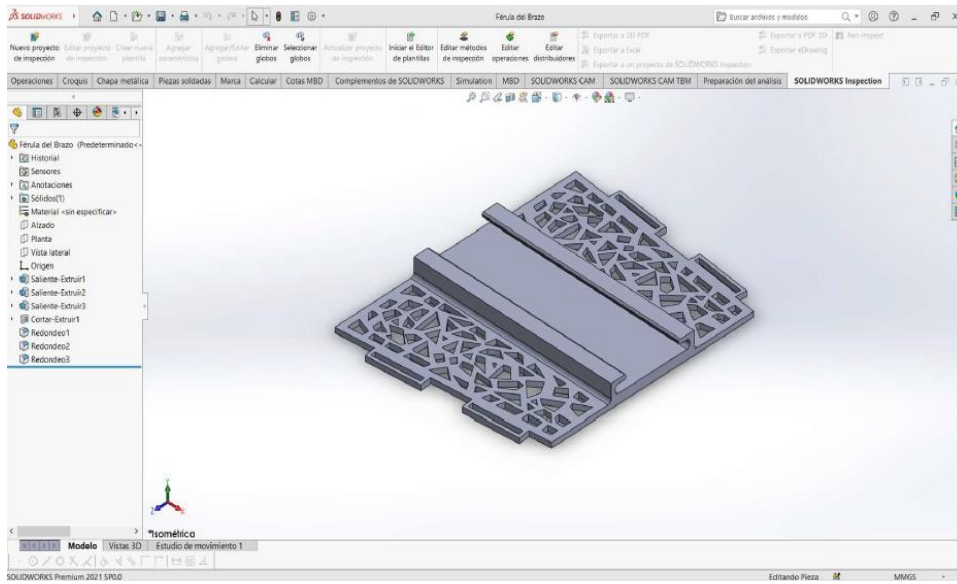 SOLIDWORKS
Férula del Brazo
Buscar archivos y modelos
Nuevo proyecto de inspección
Editar proyecto de inspección
Crear nueva plantilla
Agregar característica
Agregar/Editar globos
Eliminar globos
Seleccionar globos
Actualizar proyecto de inspección
Iniciar el Editor de plantillas
Editar métodos de inspección
Editar operaciones
Editar distribuidores
Exportar a 2D PDF
Exportar a Excel
Exportar a un proyecto de SOLIDWORKS Inspection
Exportar a PDF 3D
Exportar eDrawing
Net-Inspect
Operaciones Croquis Chapa metálica Piezas soldadas Marca Calcular Cotas MBD Complementos de SOLIDWORKS Simulation MBD SOLIDWORKS CAM SOLIDWORKS CAM TBM Preparación del análisis SOLIDWORKS Inspection
Férula del Brazo (Predeterminado<
Historial
Sensores
Anotaciones
Sólidos(1)
Material <sin especificar>
Alzado
Planta
Vista lateral
Origen
Saliente-Extruir1
Saliente-Extruir2
Saliente-Extruir3
Cortar-Extruir1
Redondeo1
Redondeo2
Redondeo3
*Isométrica
Modelo Vistas 3D Estudio de movimiento 1
SOLIDWORKS Premium 2021 SP0.0 Editando Pieza MMGS